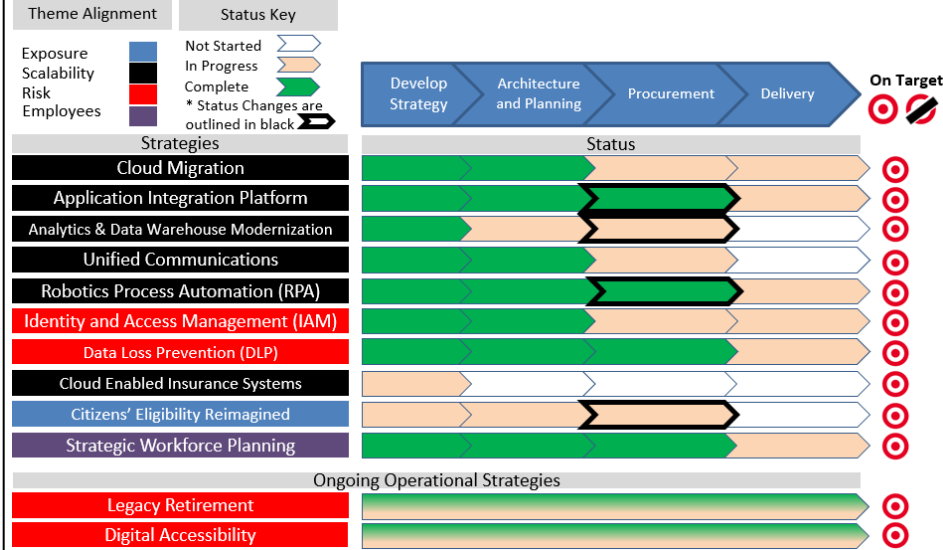 Theme Alignment
Status Key
Exposure
Scalability
Risk
Employees
Not Started
In Progress
Complete
* Status Changes are
outlined in black
Develop
Strategy
Architecture
and Planning
Procurement
Delivery
On Target
Strategies
Status
Cloud Migration
Application Integration Platform
Analytics & Data Warehouse Modernization
Unified Communications
Robotics Process Automation (RPA)
Identity and Access Management (IAM)
Data Loss Prevention (DLP)
Cloud Enabled Insurance Systems
Citizens’ Eligibility Reimagined
Strategic Workforce Planning
Ongoing Operational Strategies
Legacy Retirement
Digital Accessibility